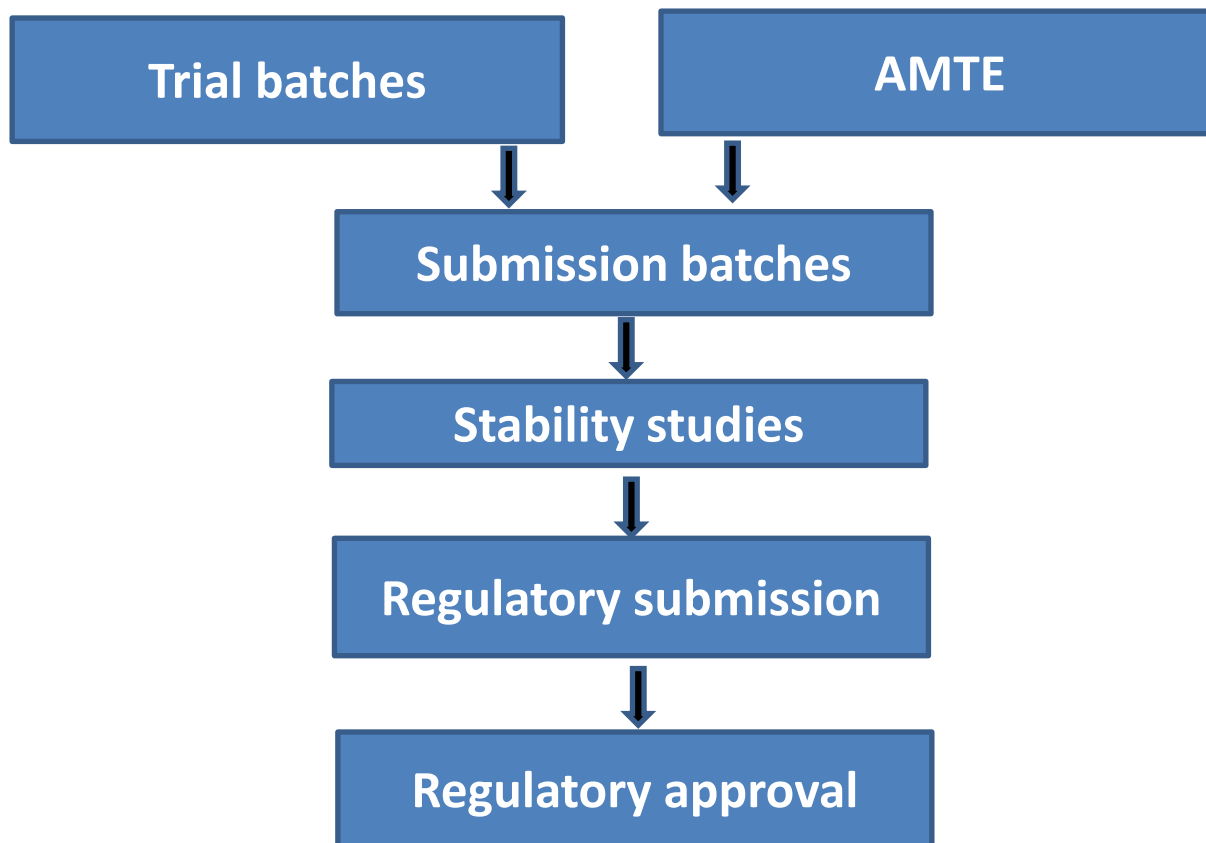 Trial batches
AMTE
Submission batches
Stability studies
Regulatory submission
Regulatory approval